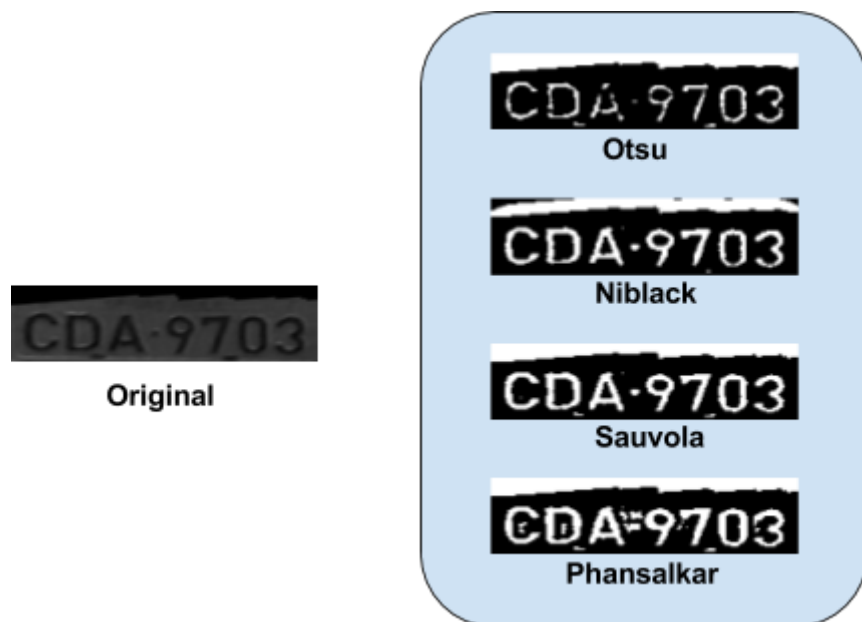 CDA·9703
Original
CDA·9703
Otsu
CDA·9703
Niblack
CDA·9703
Sauvola
CDA=9703
Phansalkar